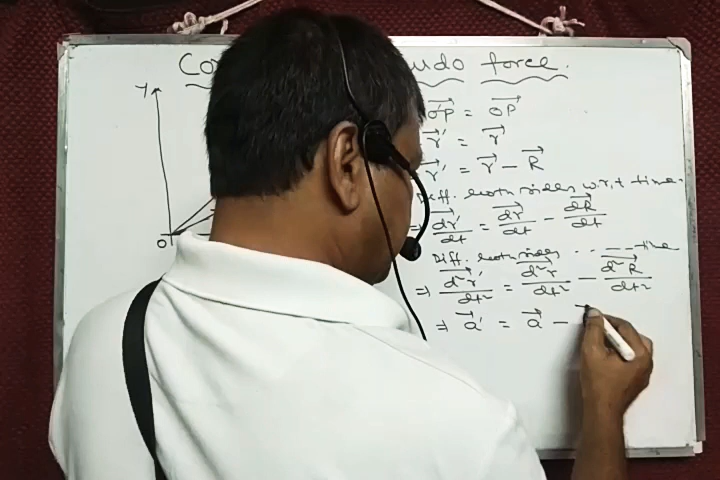 Co udo force.
Y
O'P⃗ = OP⃗
r⃗' = r⃗
r⃗' = r⃗ - R⃗
Diff. both sides w.r.t time.
⇒ dr⃗'/dt = dr⃗/dt - dR⃗/dt
O
Diff. both sides .. --- time
⇒ d²r⃗'/dt² = d²r⃗/dt² - d²R⃗/dt²
⇒ a⃗' = a⃗ -